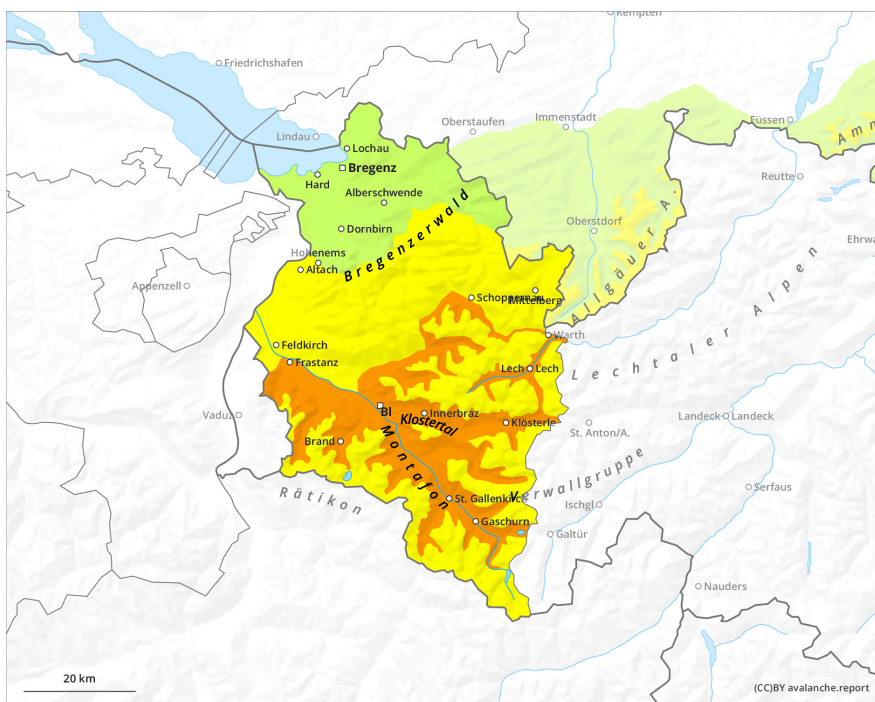 Kempten
Friedrichshafen
Lindau
Oberstaufen
Immenstadt
Füssen
Lochau
Bregenz
Hard
Alberschwende
Reutte
Dornbirn
Oberstdorf
Bregenzerwald
Hohenems
Altach
Appenzell
Schoppernau
Mittelberg
Allgäuer A.
Lechtaler Alpen
Warth
Feldkirch
Frastanz
Lech
Lech
Vaduz
Innerbraz
Klostertal
Klösterle
St. Anton/A.
Landeck
Landeck
Brand
Montafon
Rätikon
Verwallgruppe
St. Gallenkirch
Ischgl
Serfaus
Gaschurn
Galtür
Nauders
20 km
(CC)BY avalanche.report